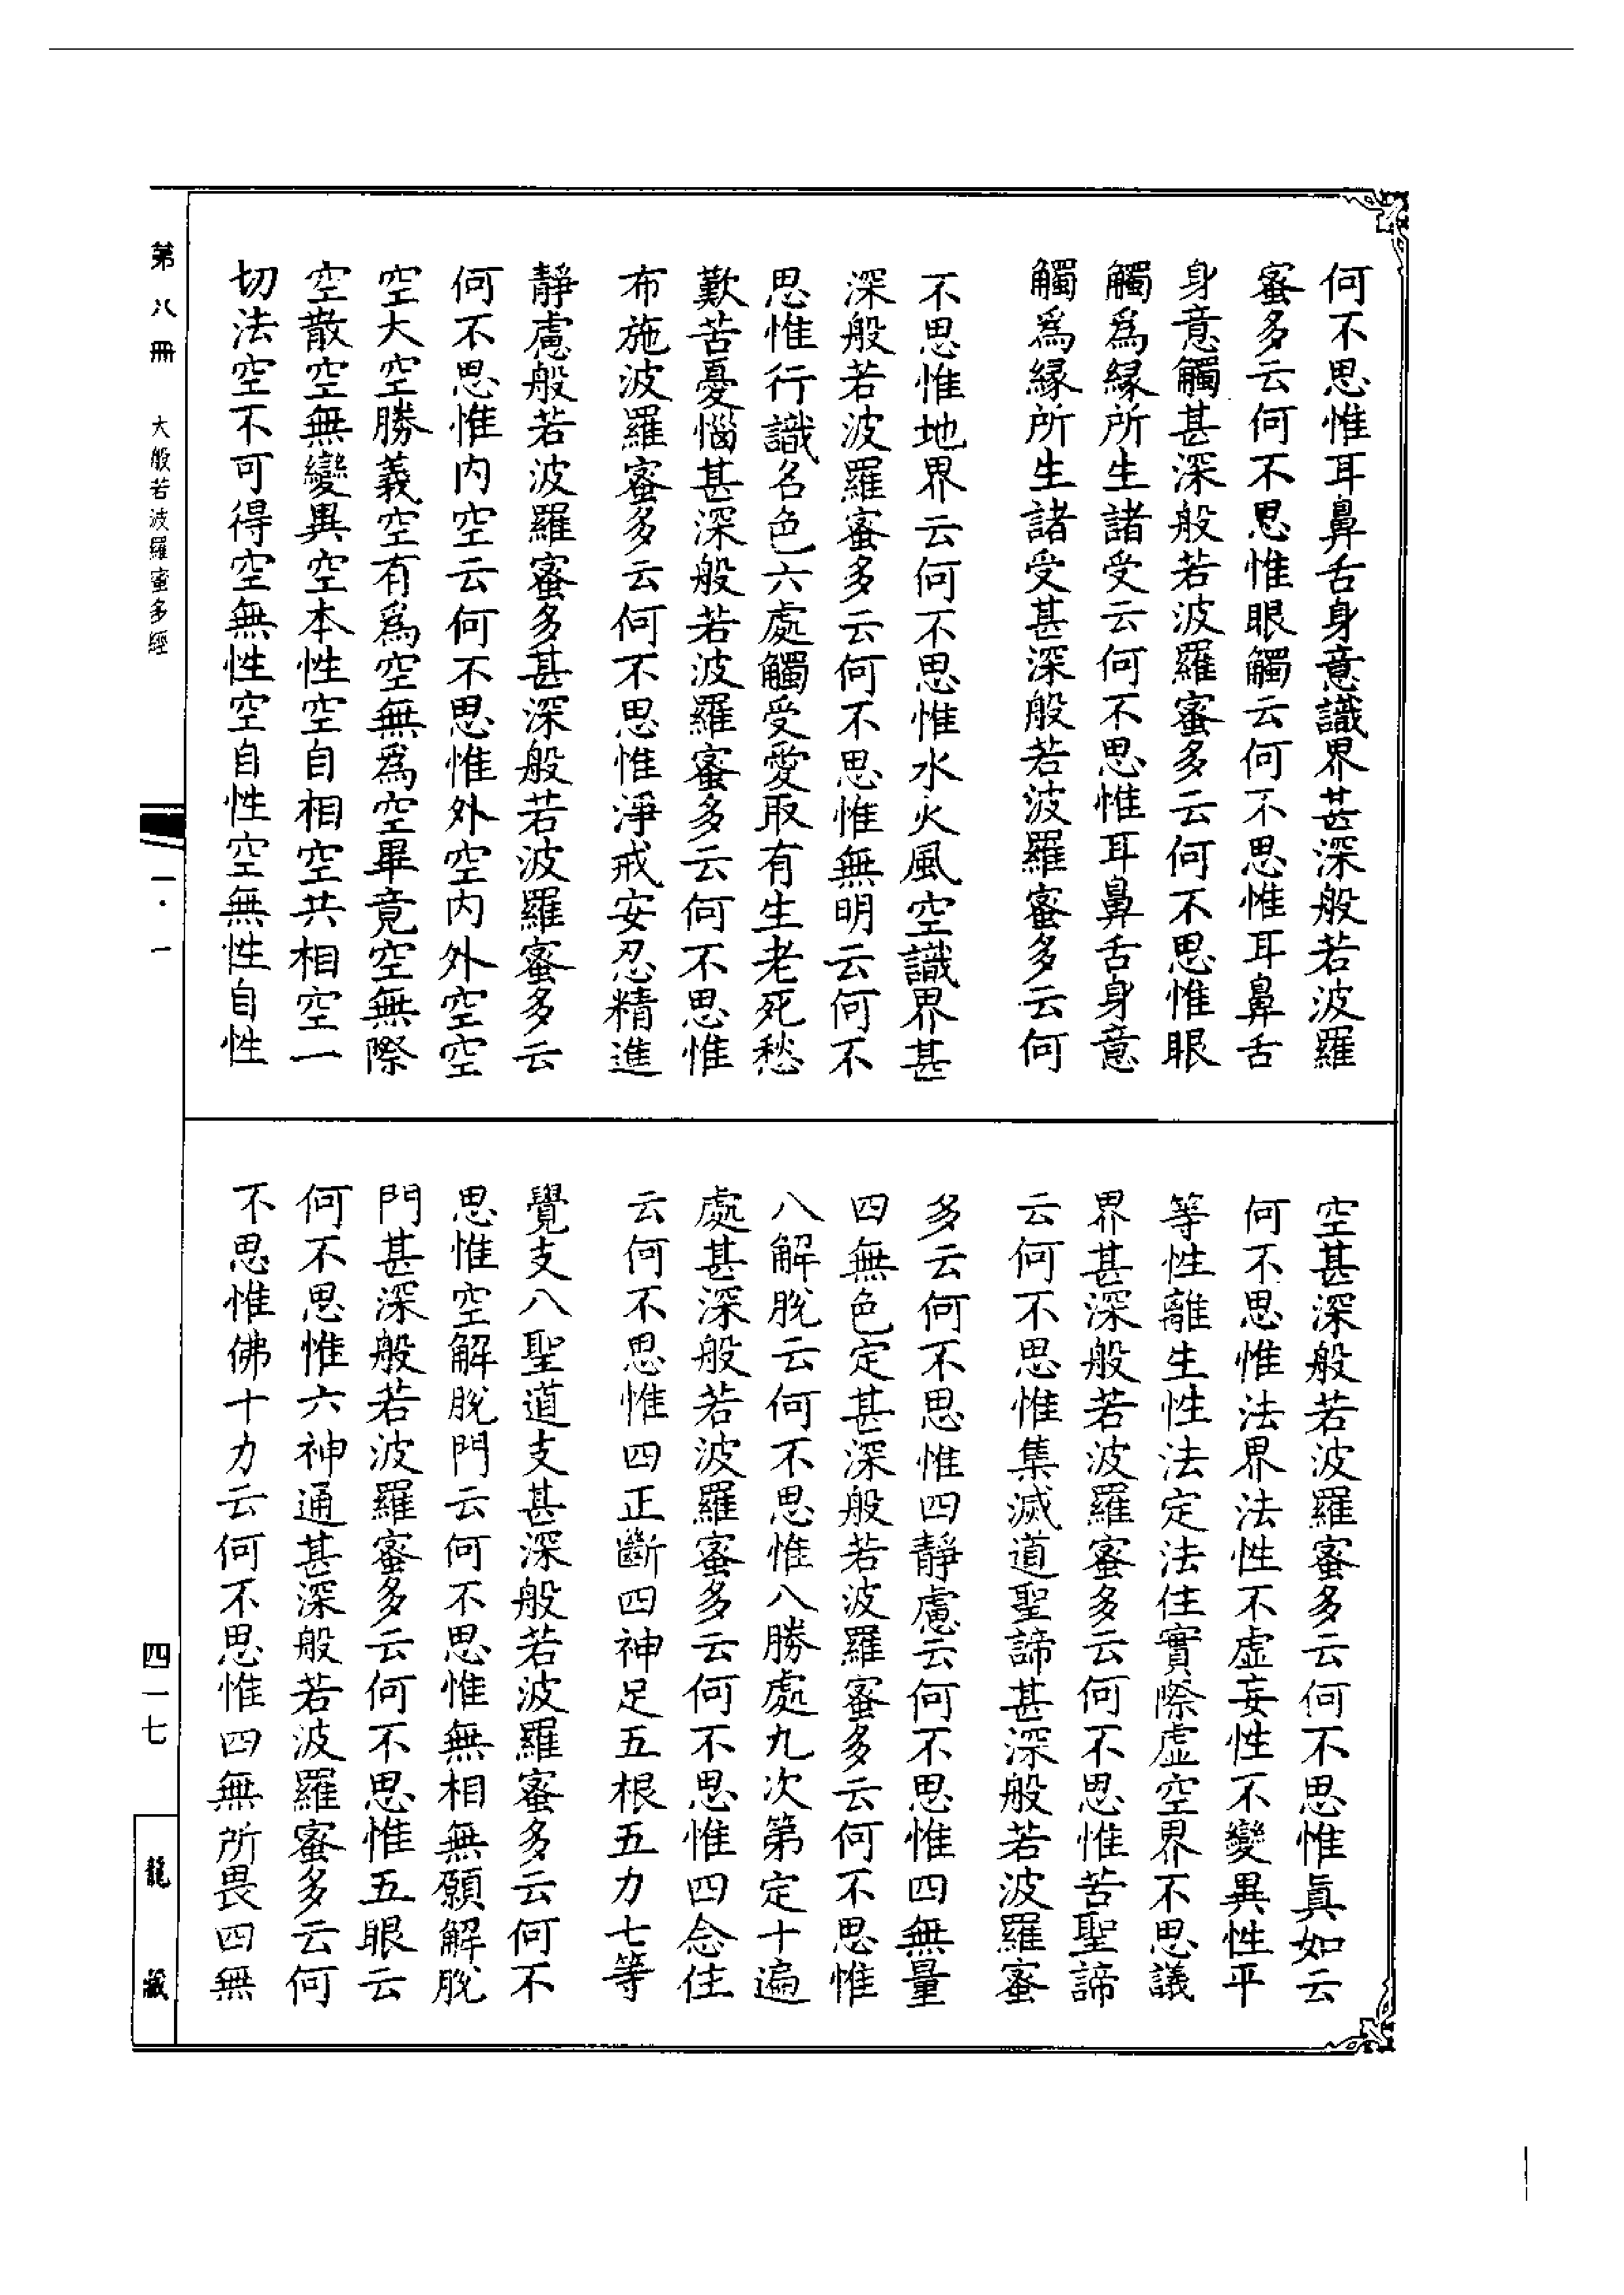 何不思惟耳鼻舌身意識界甚深般若波羅
蜜多云何不思惟眼觸云何不思惟耳鼻舌
身意觸甚深般若波羅蜜多云何不思惟眼
觸爲緣所生諸受云何不思惟耳鼻舌身意
觸爲緣所生諸受甚深般若波羅蜜多云何
不思惟地界云何不思惟水火風空識界甚
深般若波羅蜜多云何不思惟無明云何不
思惟行識名色六處觸受愛取有生老死愁
歎苦憂惱甚深般若波羅蜜多云何不思惟
布施波羅蜜多云何不思惟淨戒安忍精進
靜慮般若波羅蜜多甚深般若波羅蜜多云
何不思惟內空云何不思惟外空內外空空
空大空勝義空有爲空無爲空畢竟空無際
空散空無變異空本性空自相空共相空一
切法空不可得空無性空自性空無性自性
空甚深般若波羅蜜多云何不思惟眞如云
何不思惟法界法性不虛妄性不變異性平
等性離生性法定法住實際虛空界不思議
界甚深般若波羅蜜多云何不思惟苦聖諦
云何不思惟集滅道聖諦甚深般若波羅蜜
多云何不思惟四靜慮云何不思惟四無量
四無色定甚深般若波羅蜜多云何不思惟
八解脫云何不思惟八勝處九次第定十遍
處甚深般若波羅蜜多云何不思惟四念住
云何不思惟四正斷四神足五根五力七等
覺支八聖道支甚深般若波羅蜜多云何不
思惟空解脫門云何不思惟無相無願解脫
門甚深般若波羅蜜多云何不思惟五眼云
何不思惟六神通甚深般若波羅蜜多云何
不思惟佛十力云何不思惟四無所畏四無
第八冊 大般若波羅蜜多經 一·一
四一七 龍藏